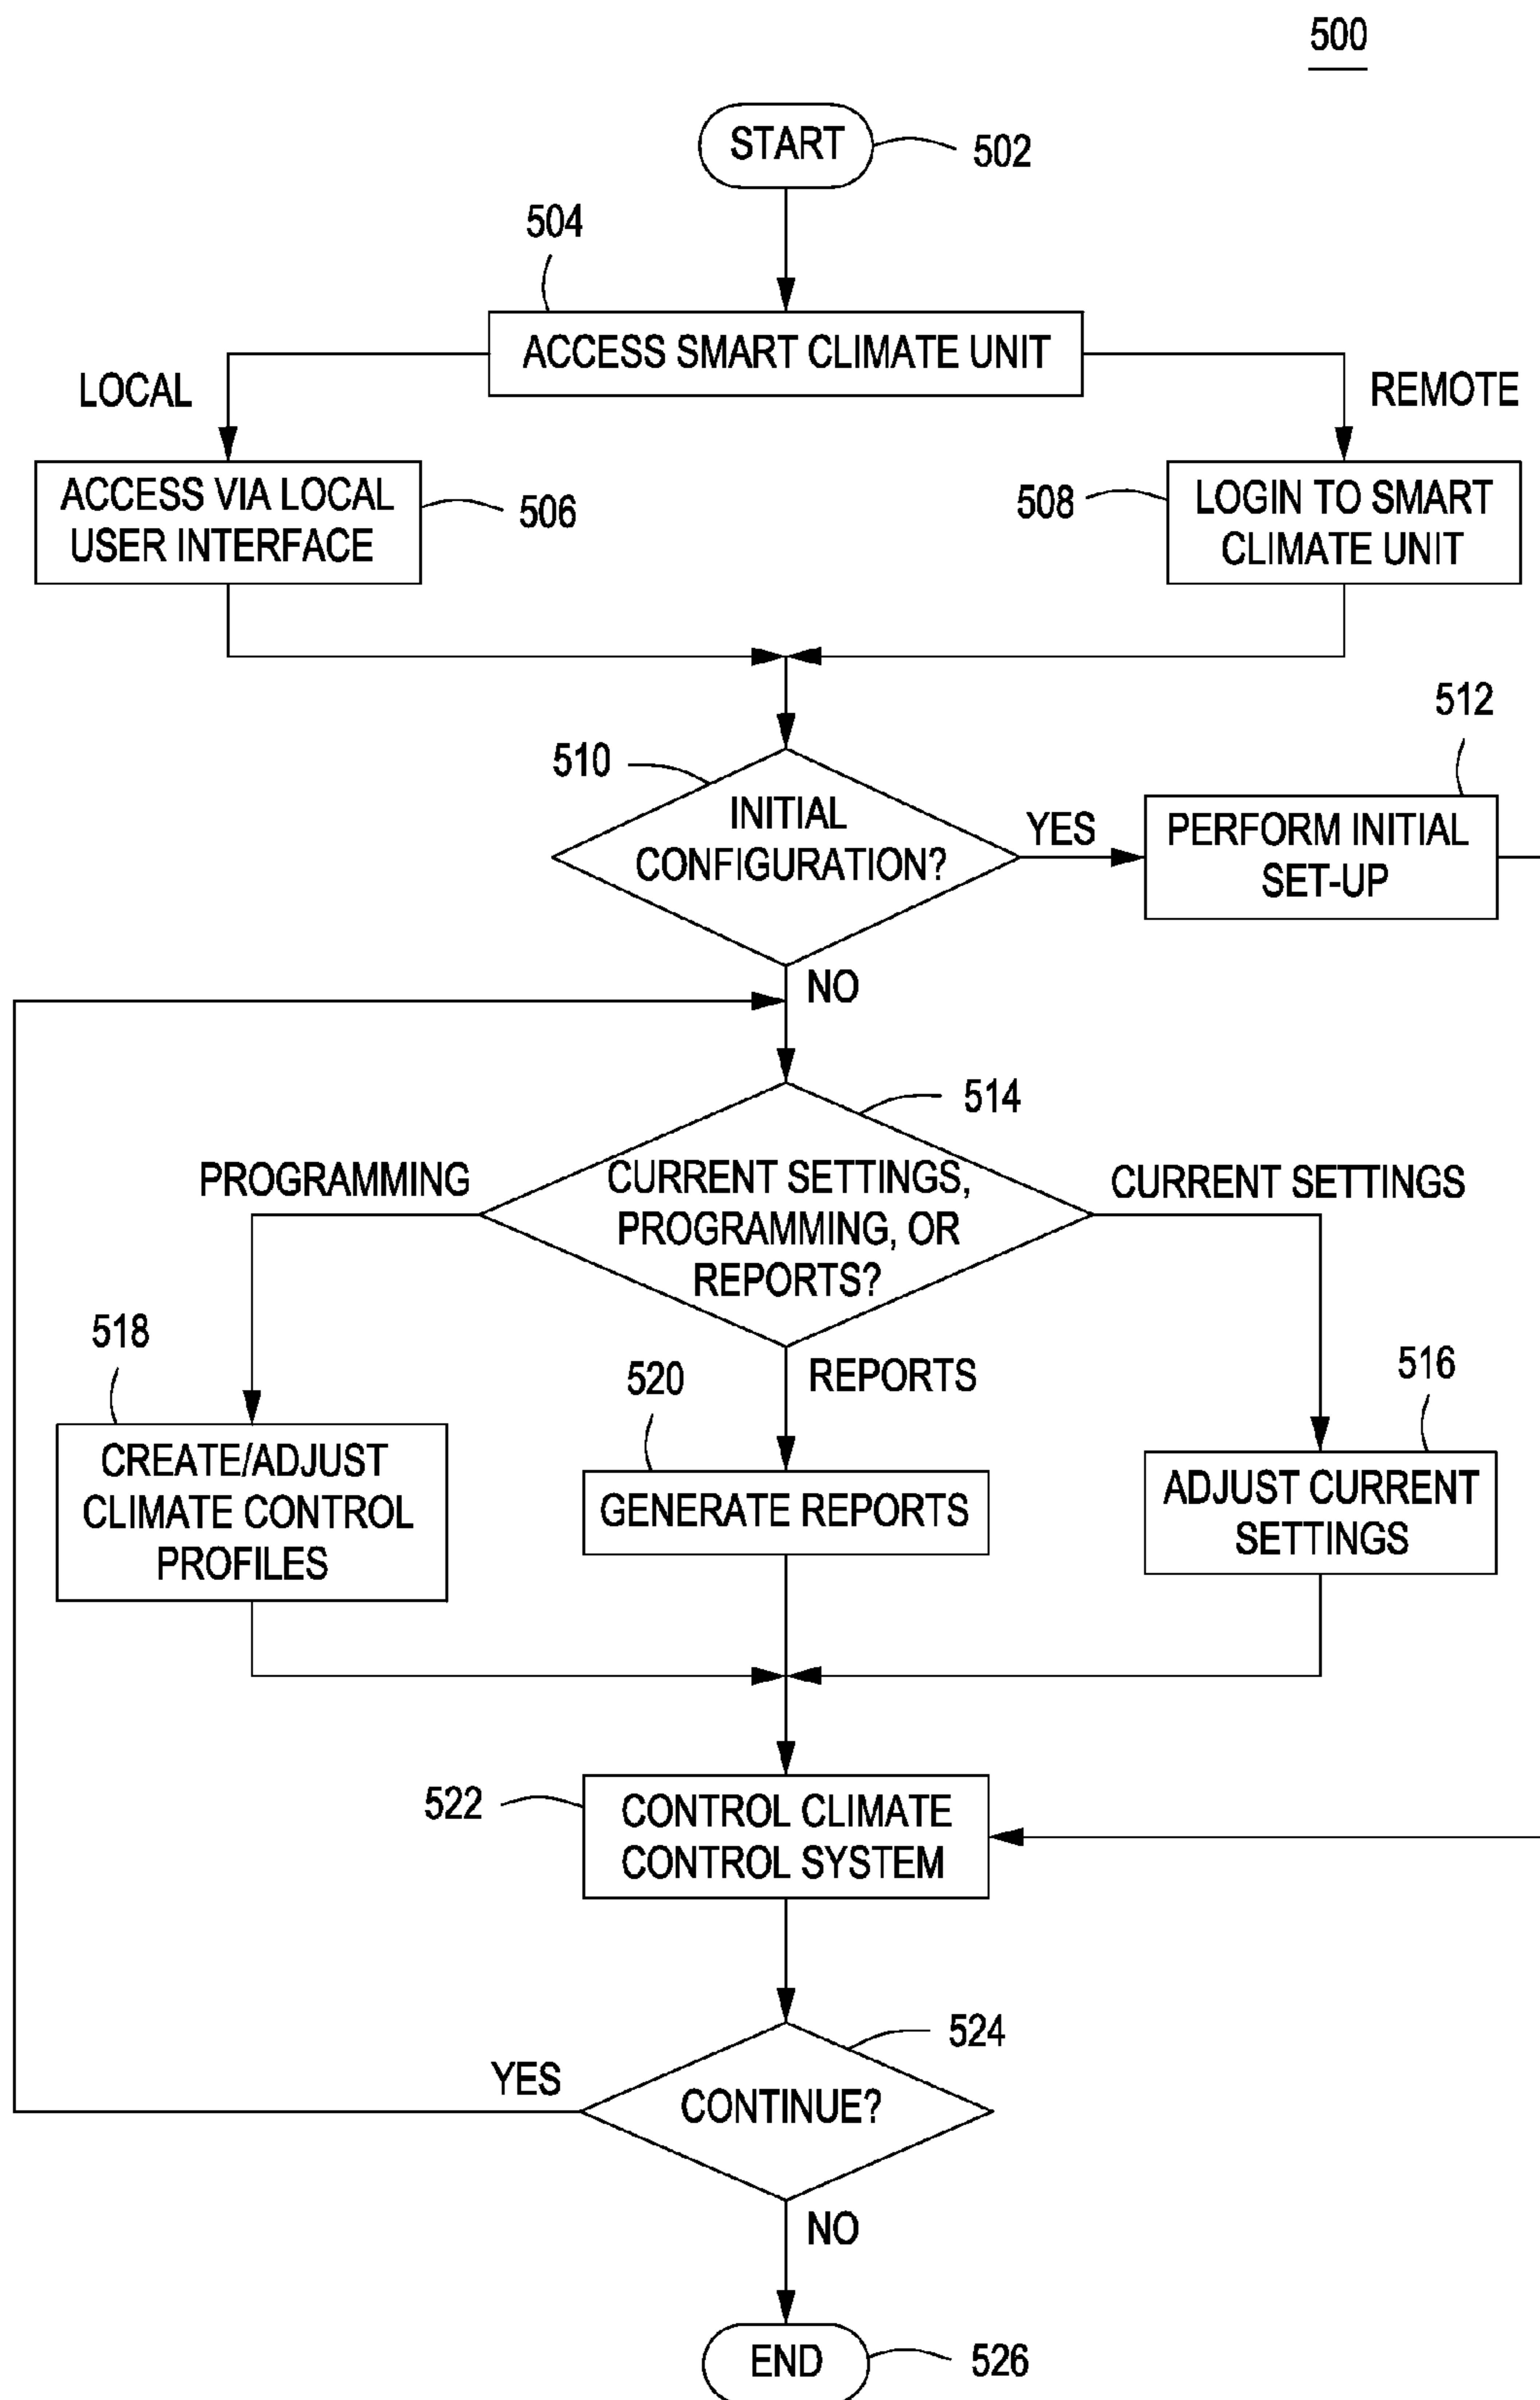 500
START
502
504
ACCESS SMART CLIMATE UNIT
LOCAL
REMOTE
ACCESS VIA LOCAL
USER INTERFACE
506
508
LOGIN TO SMART
CLIMATE UNIT
512
510
INITIAL
CONFIGURATION?
YES
PERFORM INITIAL
SET-UP
NO
514
PROGRAMMING
CURRENT SETTINGS,
PROGRAMMING, OR
REPORTS?
CURRENT SETTINGS
518
520
REPORTS
516
CREATE/ADJUST
CLIMATE CONTROL
PROFILES
GENERATE REPORTS
ADJUST CURRENT
SETTINGS
522
CONTROL CLIMATE
CONTROL SYSTEM
524
YES
CONTINUE?
NO
END
526